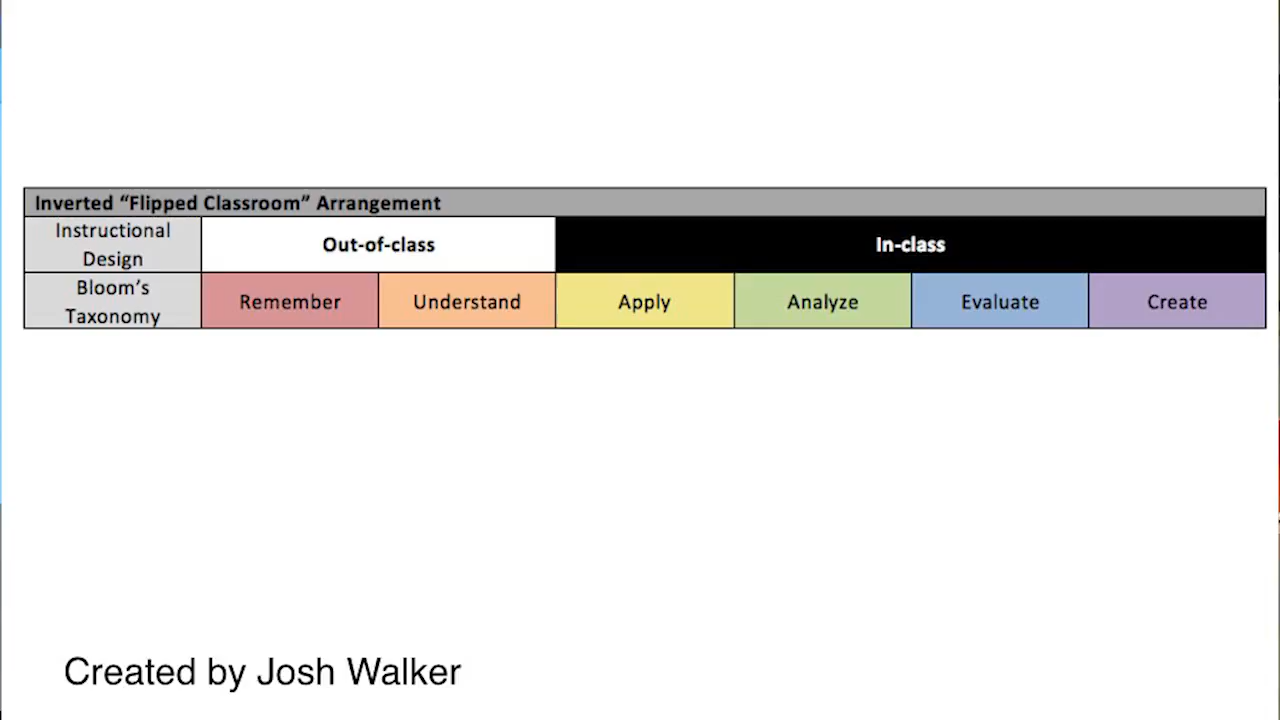 Inverted “Flipped Classroom” Arrangement
Instructional
Design
Out-of-class
In-class
Bloom’s
Taxonomy
Remember
Understand
Apply
Analyze
Evaluate
Create
Created by Josh Walker